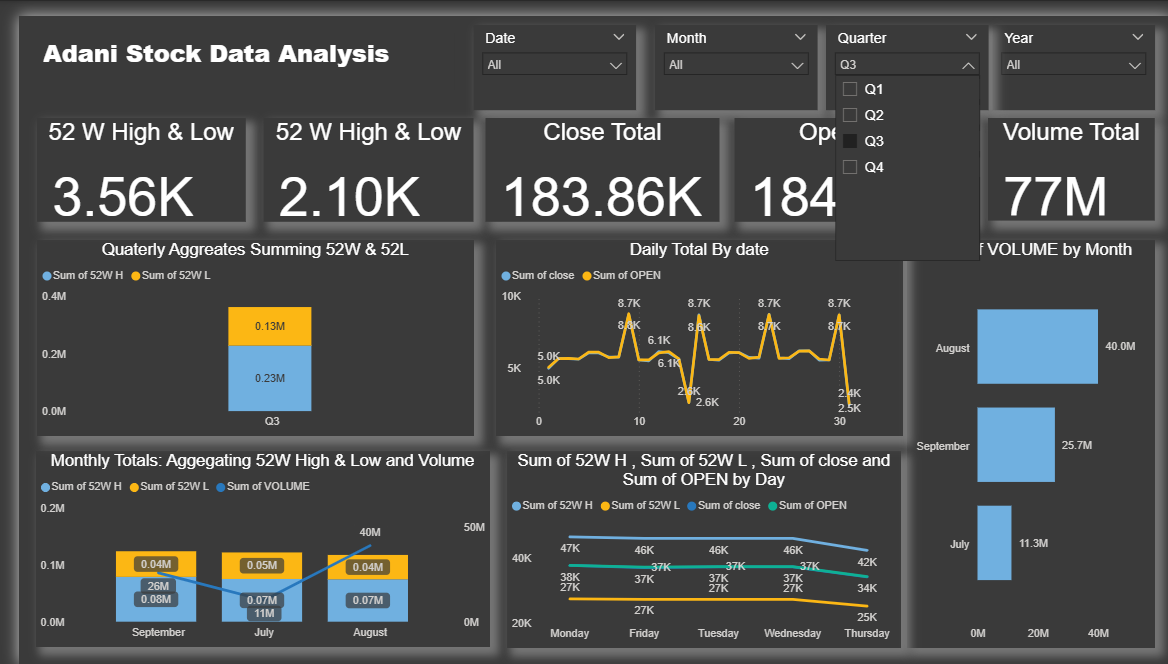 Adani Stock Data Analysis
Date
All
Month
All
Quarter
Q3
Q1
Q2
Q3
Q4
Year
All
52 W High & Low
3.56K
52 W High & Low
2.10K
Close Total
183.86K
Ope
184
Volume Total
77M
Quaterly Aggreates Summing 52W & 52L
Sum of 52W H Sum of 52W L
0.4M
0.2M
0.0M
0.13M
0.23M
Q3
Daily Total By date
Sum of close Sum of OPEN
10K
5K
5.0K
5.0K
8.7K
6.1K
6.1K
8.7K
2.6K
8.7K
8.7K
8.7K
8.7K
2.4K
2.5K
0 10 20 30
f VOLUME by Month
August 40.0M
September 25.7M
July 11.3M
0M 20M 40M
Monthly Totals: Aggegating 52W High & Low and Volume
Sum of 52W H Sum of 52W L Sum of VOLUME
0.2M
0.1M
0.0M
50M
0M
40M
0.04M 0.05M 0.04M
26M
0.08M 0.07M 0.07M
11M
September July August
Sum of 52W H , Sum of 52W L , Sum of close and
Sum of OPEN by Day
Sum of 52W H Sum of 52W L Sum of close Sum of OPEN
40K
20K
47K 46K 46K 46K 42K
37K 37K 37K
38K 37K 37K 37K 34K
27K 27K 27K 27K 25K
Monday Friday Tuesday Wednesday Thursday